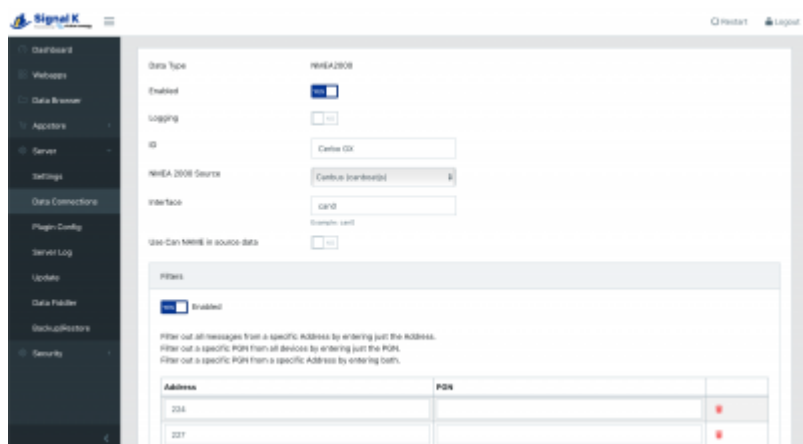 Signal K
Restart
Logout
Dashboard
Webapps
Data Browser
Appstore
Server
Settings
Data Connections
Plugin Config
Server Log
Update
Data Fiddler
Backup/Restore
Security
Data Type
NMEA2000
Enabled
YES
Logging
NO
ID
Cerbo GX
NMEA 2000 Source
Canbus (canboatjs)
Interface
can0
Example: can0
Use Can NAME in source data
NO
Filters
YES
Enabled
Filter out all messages from a specific Address by entering just the Address.
Filter out a specific PGN from all devices by entering just the PGN.
Filter out a specific PGN from a specific Address by entering both.
Address
PGN
234
227